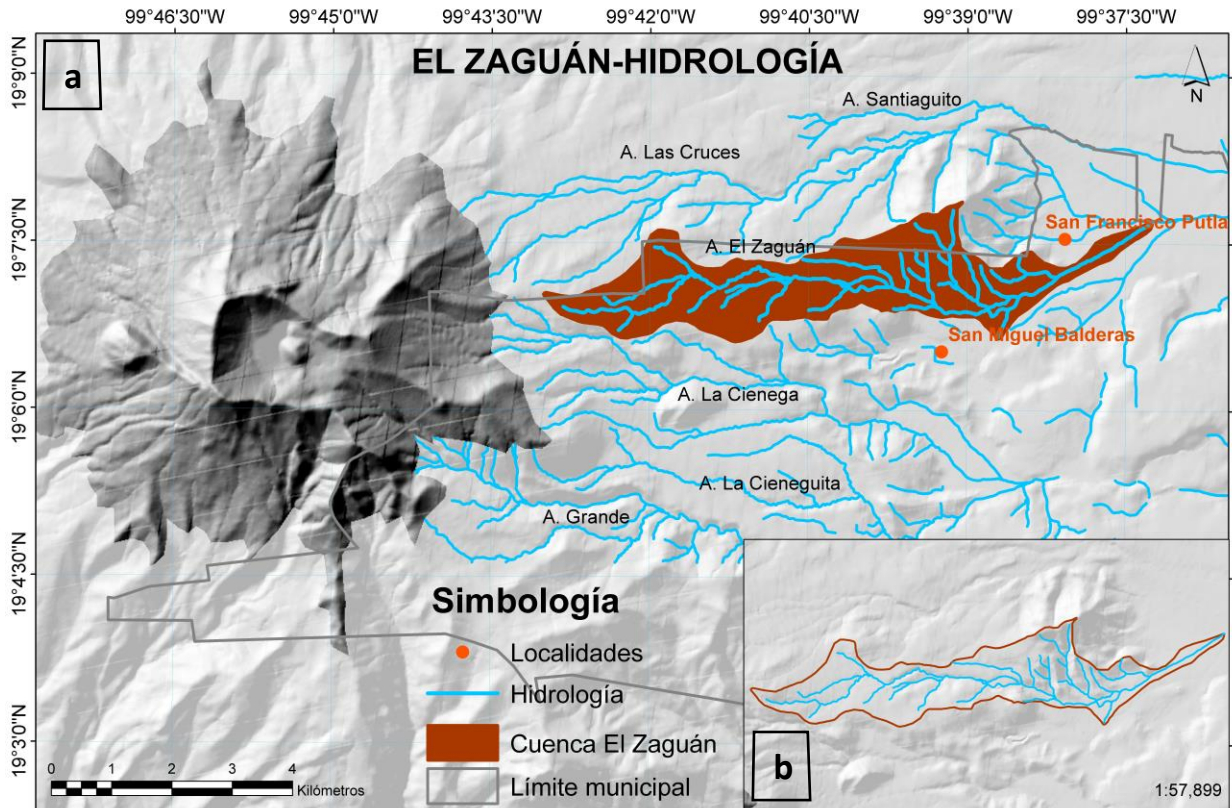 99°46'30"W 99°45'0"W 99°43'30"W 99°42'0"W 99°40'30"W 99°39'0"W 99°37'30"W
a
EL ZAGUÁN-HIDROLOGÍA
N
19°9'0"N
19°7'30"N
19°6'0"N
19°4'30"N
19°3'0"N
A. Santiaguito
A. Las Cruces
San Francisco Putla
A. El Zaguán
San Miguel Balderas
A. La Cienega
A. La Cieneguita
A. Grande
Simbología
Localidades
Hidrología
Cuenca El Zaguán
Límite municipal
0 1 2 3 4
Kilómetros
b
1:57,899